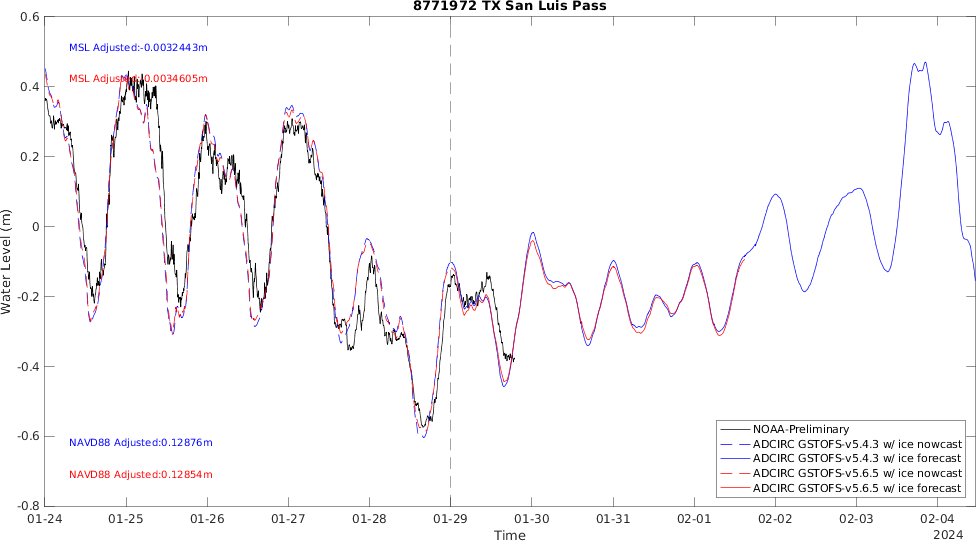 8771972 TX San Luis Pass
0.6
0.4
0.2
0
-0.2
-0.4
-0.6
-0.8
Water Level (m)
MSL Adjusted:-0.0032443m
MSL Adjusted:-0.0034605m
NAVD88 Adjusted:0.12876m
NAVD88 Adjusted:0.12854m
NOAA-Preliminary
ADCIRC GSTOFS-v5.4.3 w/ ice nowcast
ADCIRC GSTOFS-v5.4.3 w/ ice forecast
ADCIRC GSTOFS-v5.6.5 w/ ice nowcast
ADCIRC GSTOFS-v5.6.5 w/ ice forecast
01-24 01-25 01-26 01-27 01-28 01-29 01-30 01-31 02-01 02-02 02-03 02-04
Time
2024